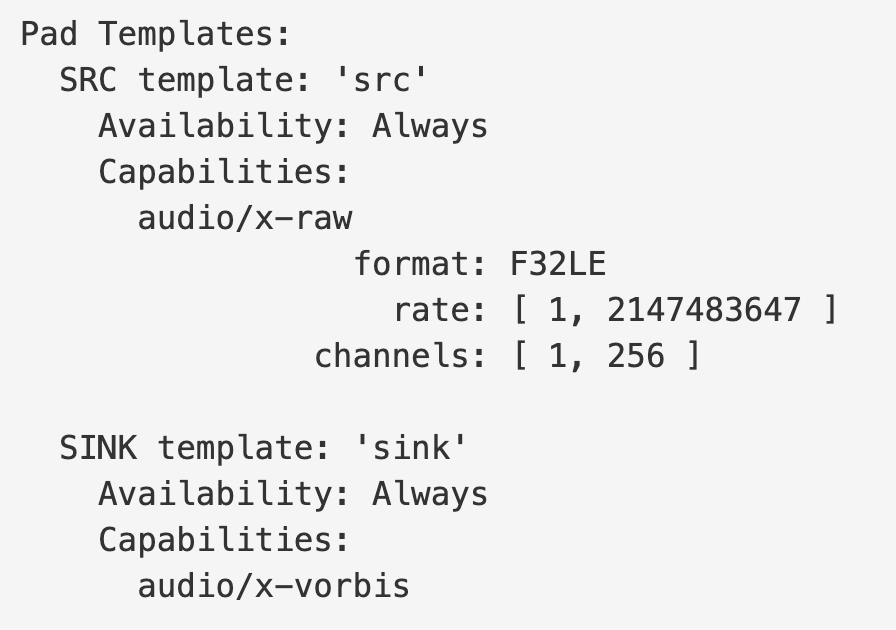 Pad Templates:
  SRC template: 'src'
    Availability: Always
    Capabilities:
      audio/x-raw
                 format: F32LE
                   rate: [ 1, 2147483647 ]
               channels: [ 1, 256 ]

  SINK template: 'sink'
    Availability: Always
    Capabilities:
      audio/x-vorbis